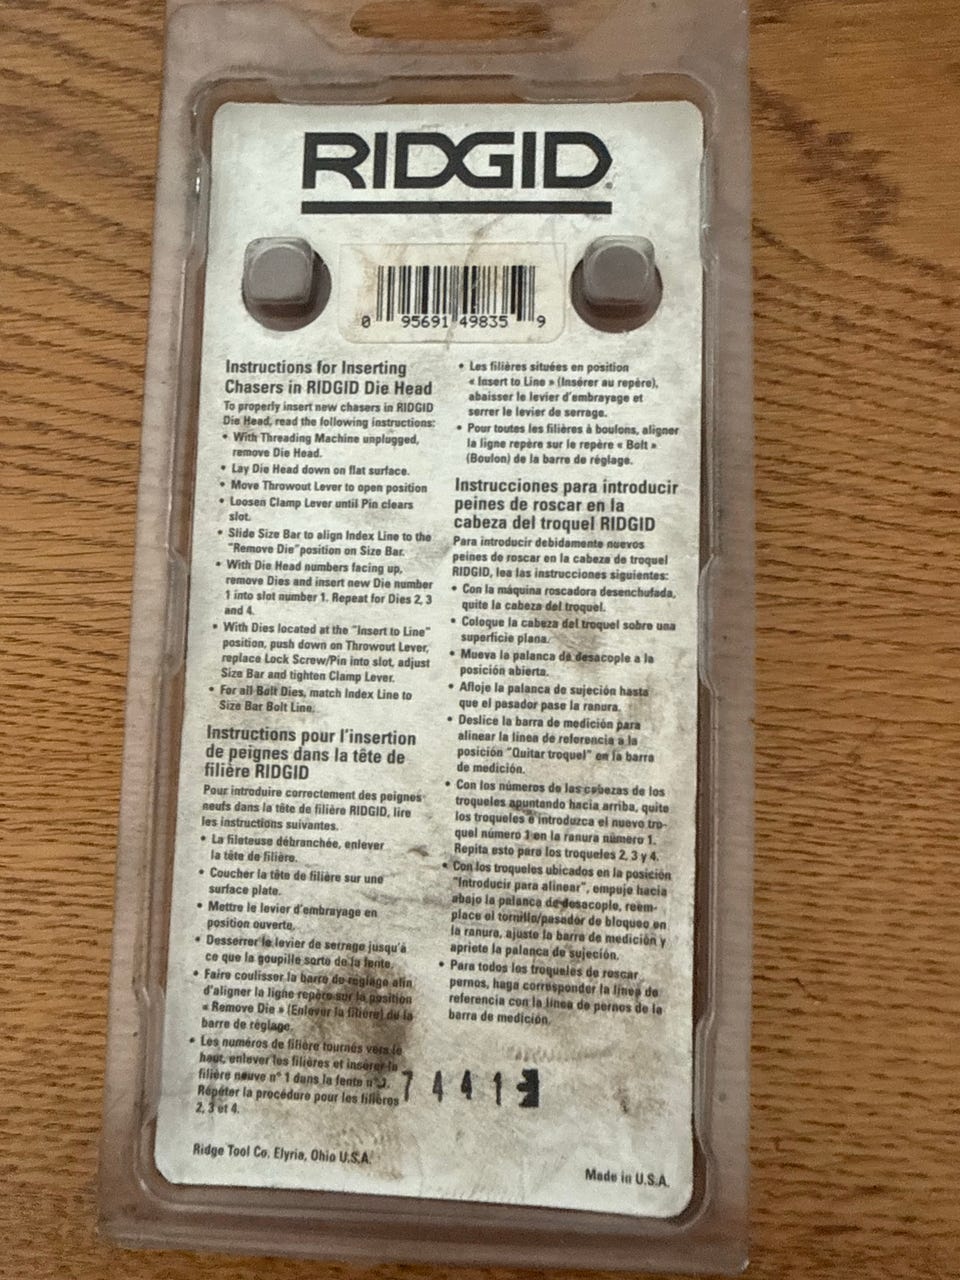 RIDGID
0 95691 49835 9
Instructions for Inserting
Chasers in RIDGID Die Head
To properly insert new chasers in RIDGID
Die Head, read the following instructions:
• With Threading Machine unplugged,
remove Die Head.
• Lay Die Head down on flat surface.
• Move Throwout Lever to open position
• Loosen Clamp Lever until Pin clears
slot.
• Slide Size Bar to align Index Line to the
"Remove Die" position on Size Bar.
• With Die Head numbers facing up,
remove Dies and insert new Die number
1 into slot number 1. Repeat for Dies 2, 3
and 4.
• With Dies located at the "Insert to Line"
position, push down on Throwout Lever,
replace Lock Screw/Pin into slot, adjust
Size Bar and tighten Clamp Lever.
• For all Bolt Dies, match Index Line to
Size Bar Bolt Line.
Instructions pour l'insertion
de peignes dans la tête de
filière RIDGID
Pour introduire correctement des peignes
neufs dans la tête de filière RIDGID, lire
les instructions suivantes.
• La fileteuse débranchée, enlever
la tête de filière.
• Coucher la tête de filière sur une
surface plate.
• Mettre le levier d'embrayage en
position ouverte.
• Desserrer le levier de serrage jusqu'à
ce que la goupille sorte de la fente.
• Faire coulisser la barre de réglage afin
d'aligner la ligne repère sur la position
« Remove Die » (Enlever la filière) du la
barre de réglage.
• Les numéros de filière tournés vers le
haut, enlever les filières et insérer la
filière neuve n° 1 dans la fente n° 1.
Répéter la procédure pour les filières
2, 3 et 4.
• Les filières situées en position
« Insert to Line » (Insérer au repère),
abaisser le levier d'embrayage et
serrer le levier de serrage.
• Pour toutes les filières à boulons, aligner
la ligne repère sur le repère « Bolt »
(Boulon) de la barre de réglage.
Instrucciones para introducir
peines de roscar en la
cabeza del troquel RIDGID
Para introducir debidamente nuevos
peines de roscar en la cabeza de troquel
RIDGID, lea las instrucciones siguientes:
• Con la máquina roscadora desenchufada,
quite la cabeza del troquel.
• Coloque la cabeza del troquel sobre una
superficie plana.
• Mueva la palanca de desacople a la
posición abierta.
• Afloje la palanca de sujeción hasta
que el pasador pase la ranura.
• Deslice la barra de medición para
alinear la línea de referencia a la
posición "Quitar troquel" en la barra
de medición.
• Con los números de las cabezas de los
troqueles apuntando hacia arriba, quite
los troqueles e introduzca el nuevo tro-
quel número 1 en la ranura número 1.
Repita esto para los troqueles 2, 3 y 4.
• Con los troqueles ubicados en la posición
"Introducir para alinear", empuje hacia
abajo la palanca de desacople, reem-
place el tornillo/pasador de bloqueo en
la ranura, ajuste la barra de medición y
apriete la palanca de sujeción.
• Para todos los troqueles de roscar
pernos, haga corresponder la línea de
referencia con la línea de pernos de la
barra de medición.
7 4 4 1
Ridge Tool Co. Elyria, Ohio U.S.A.
Made in U.S.A.